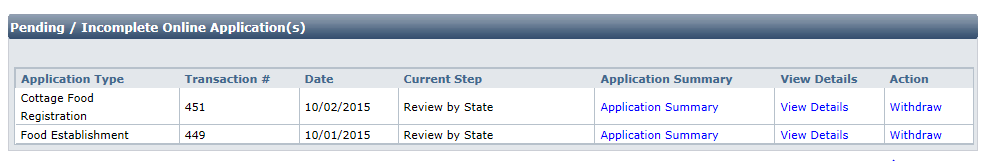 Pending / Incomplete Online Application(s)
Application Type Transaction # Date Current Step Application Summary View Details Action
Cottage Food
Registration 451 10/02/2015 Review by State Application Summary View Details Withdraw
Food Establishment 449 10/01/2015 Review by State Application Summary View Details Withdraw